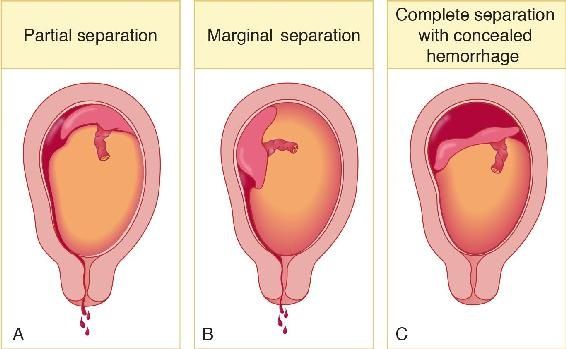 Partial separation
Marginal separation
Complete separation
with concealed
hemorrhage
A
B
C